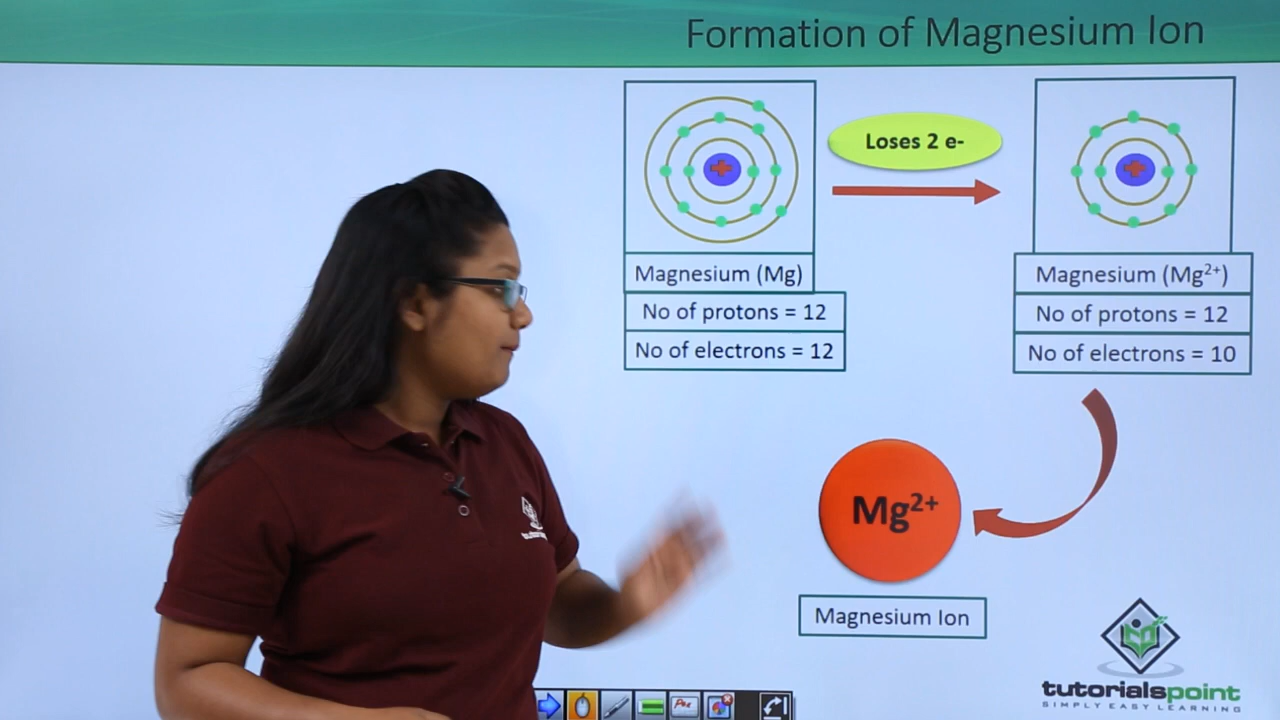 Formation of Magnesium Ion
Loses 2 e-
Magnesium (Mg)
No of protons = 12
No of electrons = 12
Magnesium (Mg²⁺)
No of protons = 12
No of electrons = 10
Mg²⁺
Magnesium Ion
tutorialspoint
SIMPLY EASY LEARNING